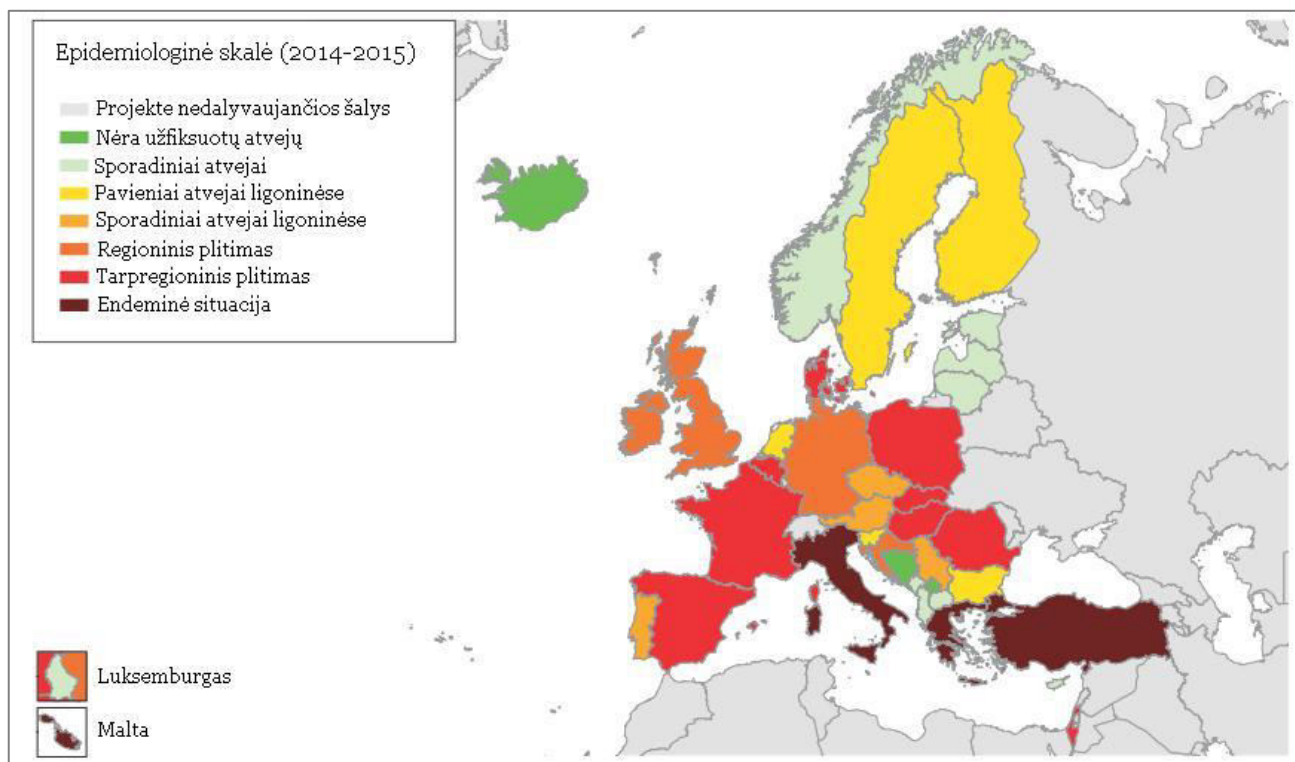 Epidemiologinė skalė (2014-2015)
Projekte nedalyvaujančios šalys
Nėra užfiksuotų atvejų
Sporadiniai atvejai
Pavieniai atvejai ligoninėse
Sporadiniai atvejai ligoninėse
Regioninis plitimas
Tarpregioninis plitimas
Endeminė situacija
Luksemburgas
Malta